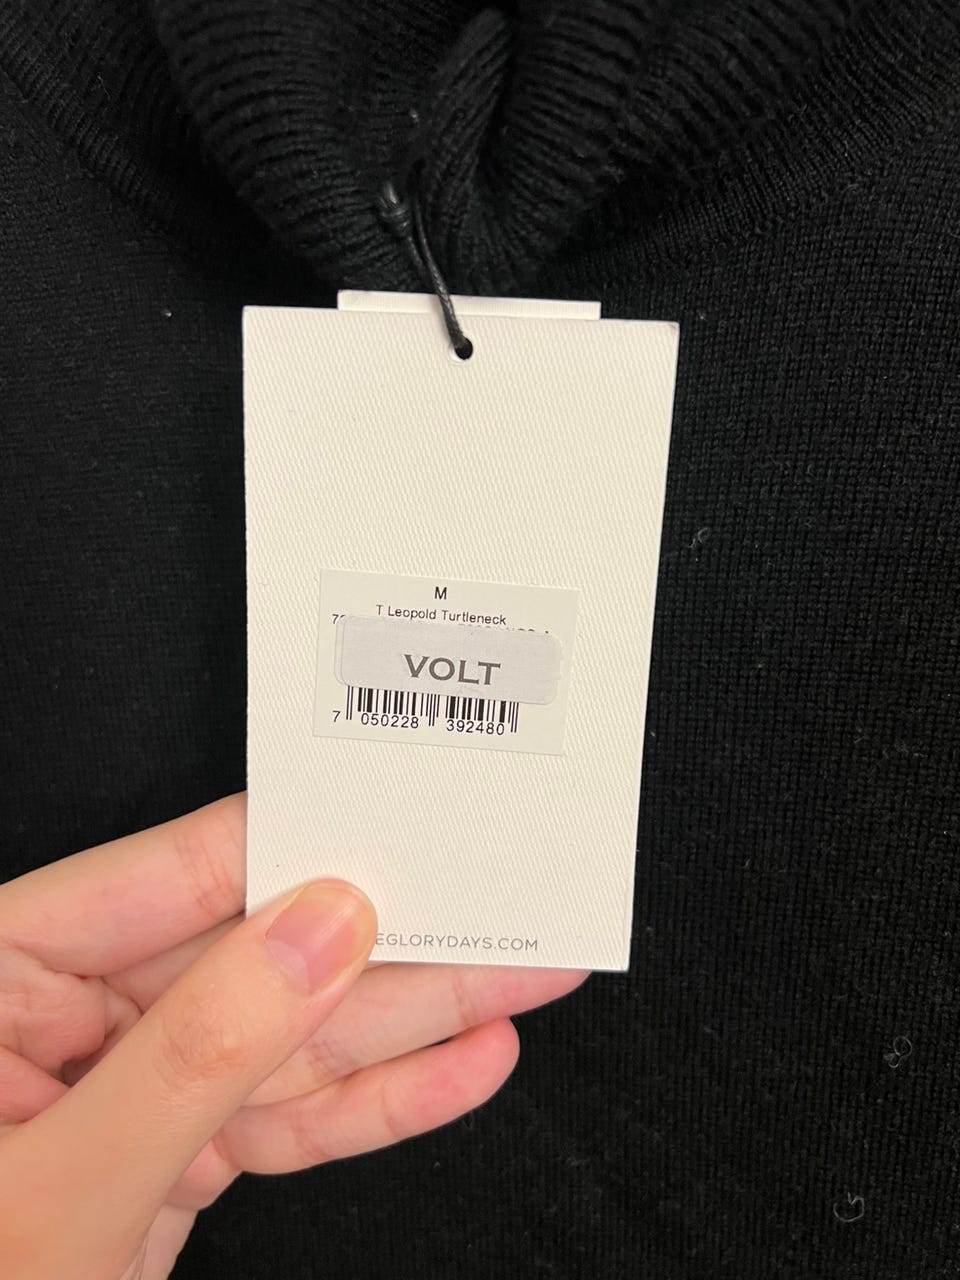 M
T Leopold Turtleneck
VOLT
7 050228 392480
EGLORYDAYS.COM